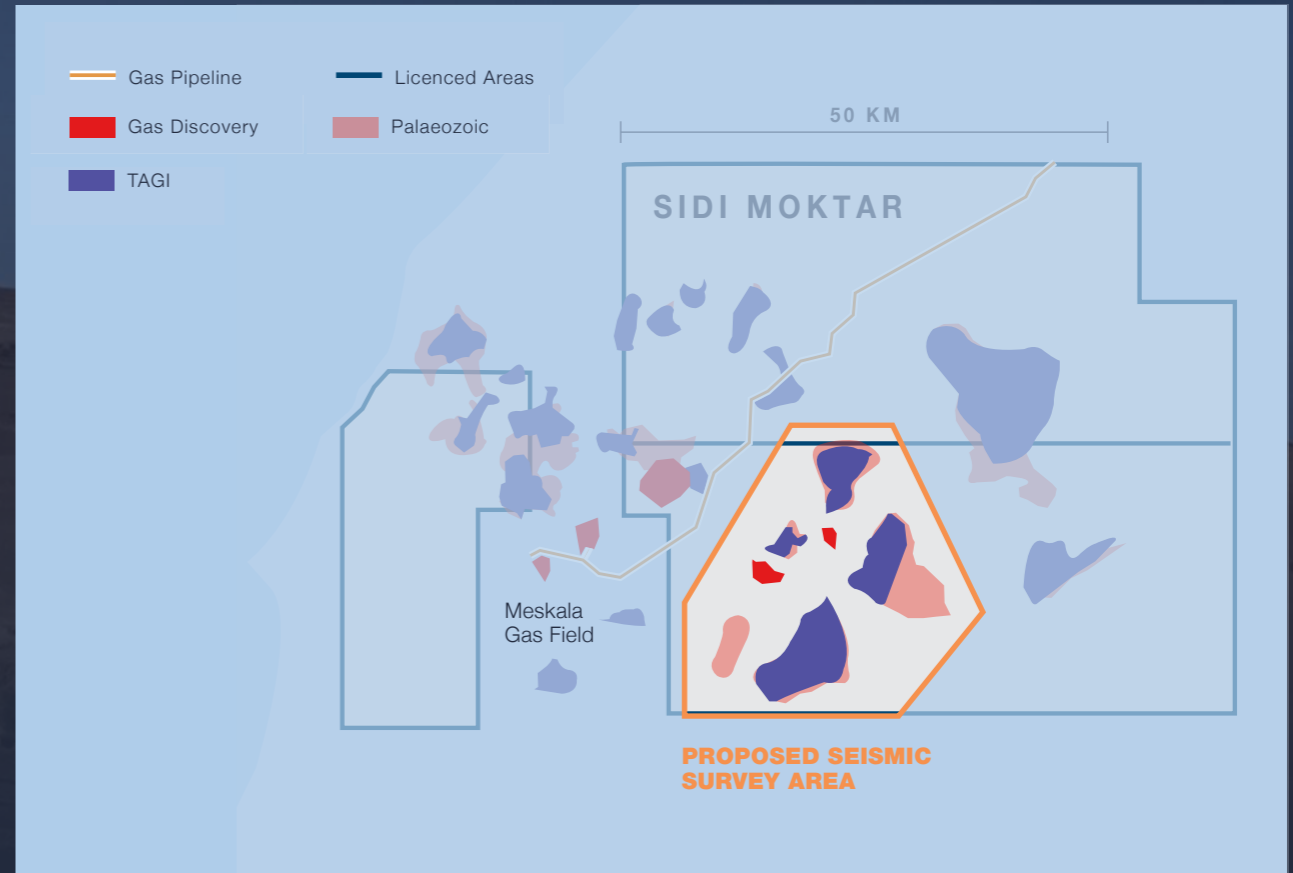 Gas Pipeline
Licenced Areas
Gas Discovery
Palaeozoic
TAGI
50 KM
SIDI MOKTAR
Meskala
Gas Field
PROPOSED SEISMIC
SURVEY AREA